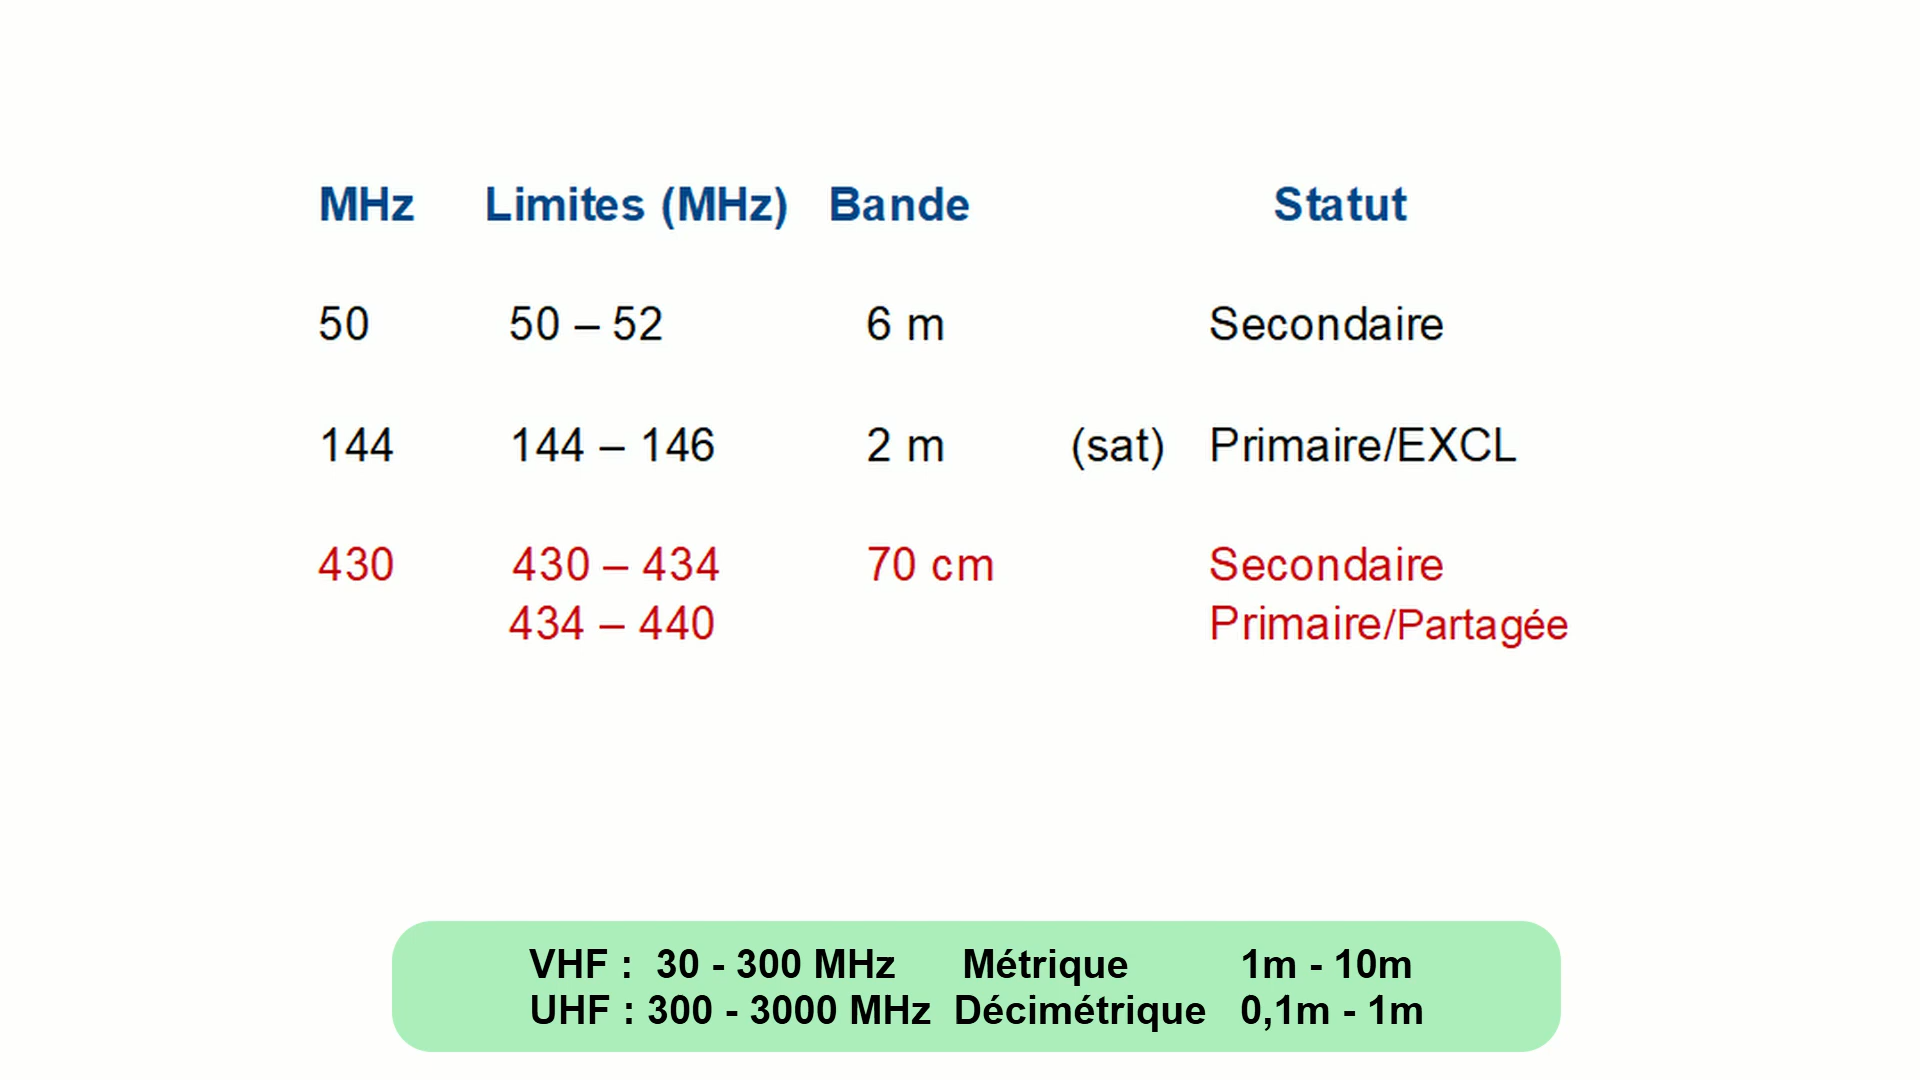 MHz Limites (MHz) Bande Statut
50 50 – 52 6 m Secondaire
144 144 – 146 2 m (sat) Primaire/EXCL
430 430 – 434 70 cm Secondaire
434 – 440 Primaire/Partagée
VHF : 30 - 300 MHz Métrique 1m - 10m
UHF : 300 - 3000 MHz Décimétrique 0,1m - 1m